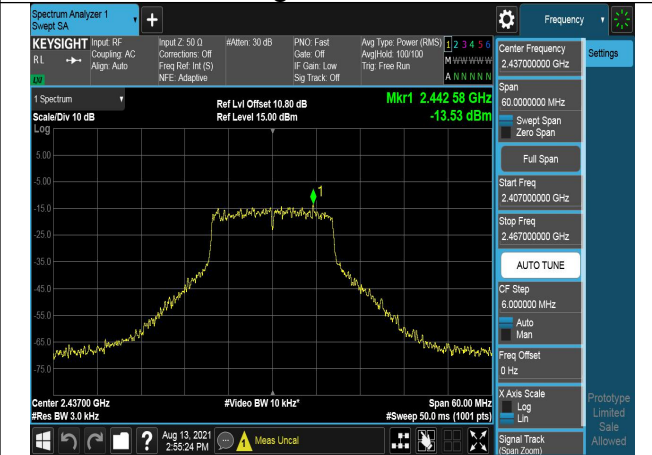 Spectrum Analyzer 1
Swept SA
+
Frequency
KEYSIGHT
RL
Input: RF
Coupling: AC
Align: Auto
Input Z: 50 Ω
Corrections: Off
Freq Ref: Int (S)
NFE: Adaptive
#Atten: 30 dB
PNO: Fast
Gate: Off
IF Gain: Low
Sig Track: Off
Avg Type: Power (RMS)
Avg|Hold: 100/100
Trig: Free Run
1 2 3 4 5 6
M W W W W W
A N N N N N
LXI
1 Spectrum
Scale/Div 10 dB
Log
Ref Lvl Offset 10.80 dB
Ref Level 15.00 dBm
Mkr1 2.442 58 GHz
-13.53 dBm
5.00
-5.00
-15.0
-25.0
-35.0
-45.0
-55.0
-65.0
-75.0
1
Center 2.43700 GHz
#Res BW 3.0 kHz
#Video BW 10 kHz*
Span 60.00 MHz
#Sweep 50.0 ms (1001 pts)
Center Frequency
2.437000000 GHz
Settings
Span
60.0000000 MHz
Swept Span
Zero Span
Full Span
Start Freq
2.407000000 GHz
Stop Freq
2.467000000 GHz
AUTO TUNE
CF Step
6.000000 MHz
Auto
Man
Freq Offset
0 Hz
X Axis Scale
Log
Lin
Signal Track
(Span Zoom)
Prototype
Limited
Sale
Allowed
?
Aug 13, 2021
2:55:24 PM
Meas Uncal